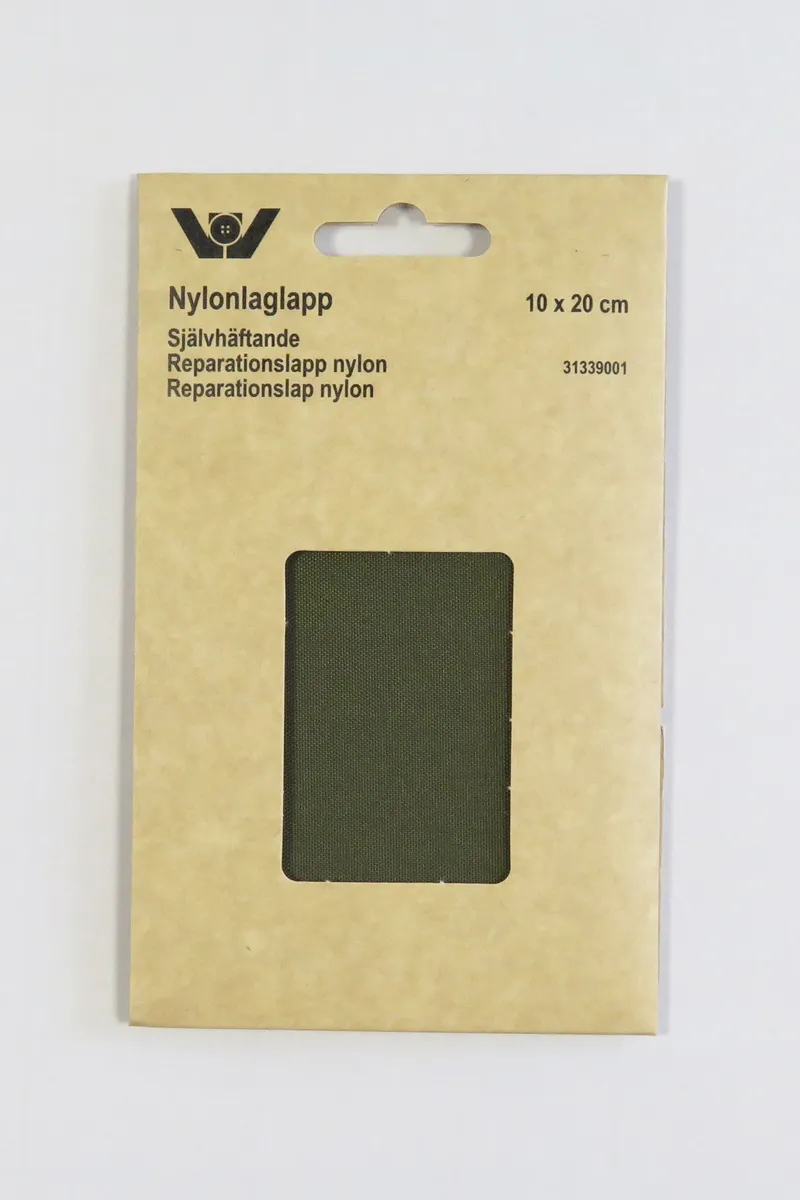 Nylonlaglapp
10 x 20 cm
Självhäftande
Reparationslapp nylon
31339001
Reparationslap nylon